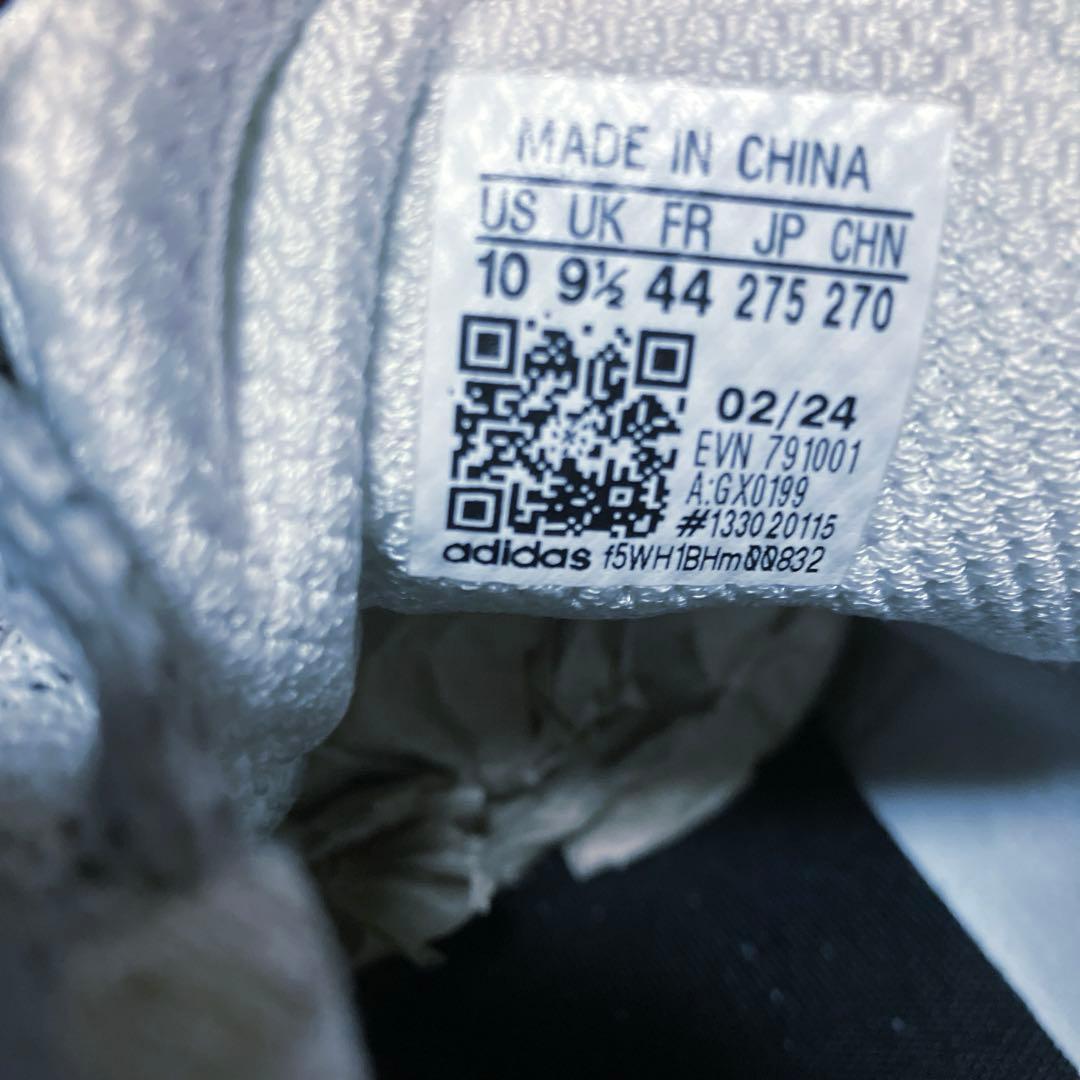 MADE IN CHINA
US UK FR JP CHN
10 9½ 44 275 270
02/24
EVN 791001
A:GX0199
#133020115
adidas f5WH1BHm00832